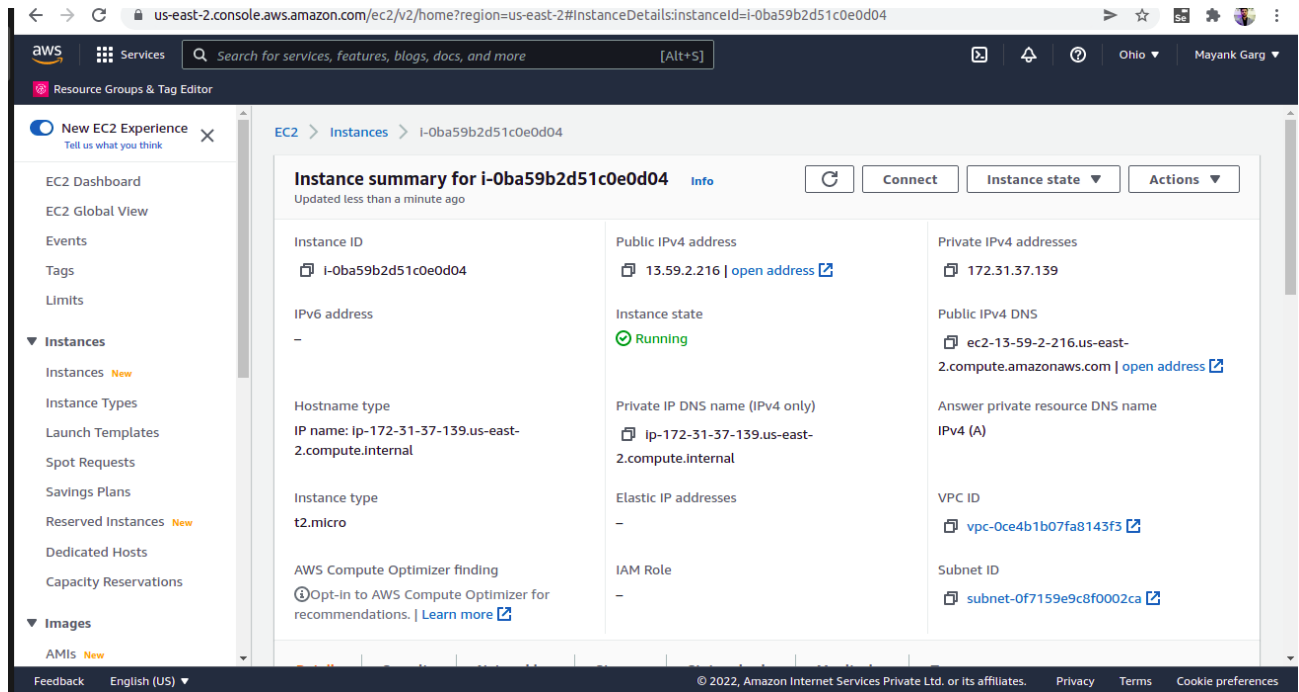 us-east-2.console.aws.amazon.com/ec2/v2/home?region=us-east-2#InstanceDetails:instanceId=i-0ba59b2d51c0e0d04
Se
aws
Services
Search for services, features, blogs, docs, and more
[Alt+S]
Ohio ▼
Mayank Garg ▼
Resource Groups & Tag Editor
New EC2 Experience
Tell us what you think
EC2 Dashboard
EC2 Global View
Events
Tags
Limits
Instances
Instances New
Instance Types
Launch Templates
Spot Requests
Savings Plans
Reserved Instances New
Dedicated Hosts
Capacity Reservations
Images
AMIs New
EC2 > Instances > i-0ba59b2d51c0e0d04
Instance summary for i-0ba59b2d51c0e0d04 Info
Updated less than a minute ago
Connect
Instance state ▼
Actions ▼
Instance ID
i-0ba59b2d51c0e0d04
Public IPv4 address
13.59.2.216 | open address
Private IPv4 addresses
172.31.37.139
IPv6 address
–
Instance state
Running
Public IPv4 DNS
ec2-13-59-2-216.us-east-
2.compute.amazonaws.com | open address
Hostname type
IP name: ip-172-31-37-139.us-east-
2.compute.internal
Private IP DNS name (IPv4 only)
ip-172-31-37-139.us-east-
2.compute.internal
Answer private resource DNS name
IPv4 (A)
Instance type
t2.micro
Elastic IP addresses
–
VPC ID
vpc-0ce4b1b07fa8143f3
AWS Compute Optimizer finding
Opt-in to AWS Compute Optimizer for
recommendations. | Learn more
IAM Role
–
Subnet ID
subnet-0f7159e9c8f0002ca
Feedback
English (US) ▼
© 2022, Amazon Internet Services Private Ltd. or its affiliates.
Privacy
Terms
Cookie preferences